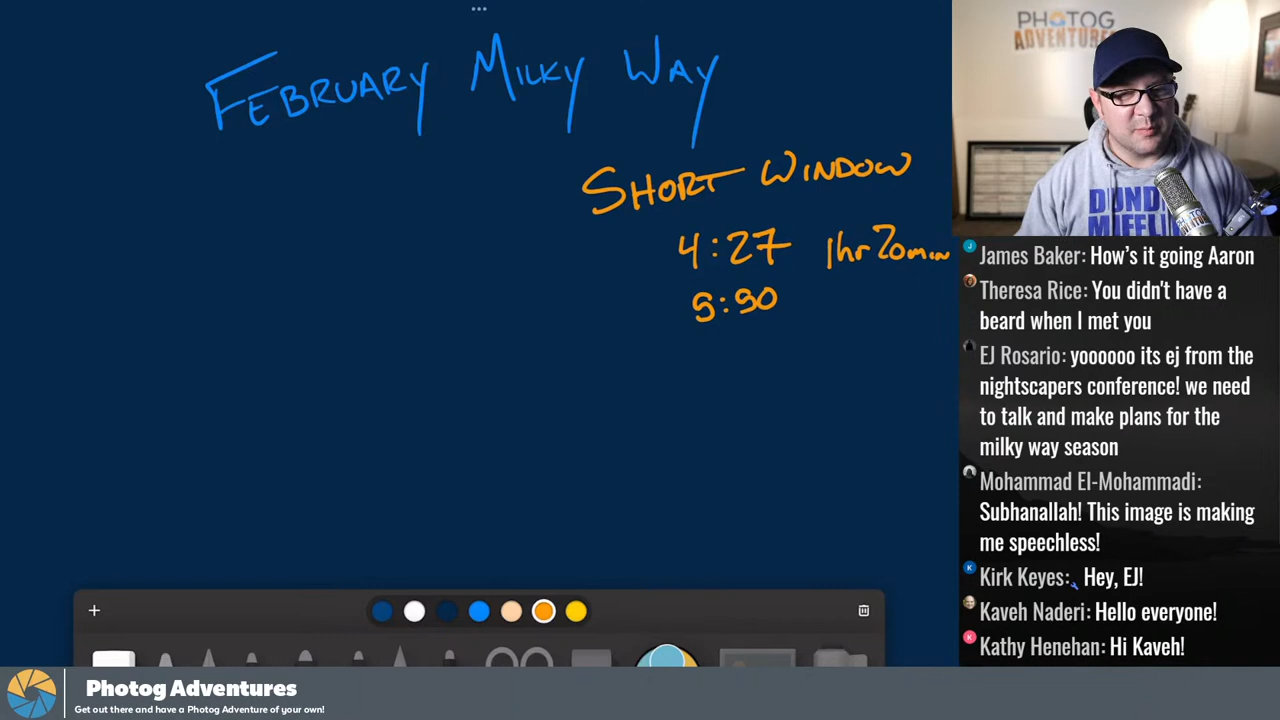 FEBRUARY MILKY WAY
SHORT WINDOW
4:27 1hr 20min
5:50
PHOTOG
ADVENTURES
DUNDE
MIFFLIN
James Baker: How's it going Aaron
Theresa Rice: You didn't have a
beard when I met you
EJ Rosario: yoooooo its ej from the
nightscapers conference! we need
to talk and make plans for the
milky way season
Mohammad El-Mohammadi:
Subhanallah! This image is making
me speechless!
Kirk Keyes: Hey, EJ!
Kaveh Naderi: Hello everyone!
Kathy Henehan: Hi Kaveh!
Photog Adventures
Get out there and have a Photog Adventure of your own!